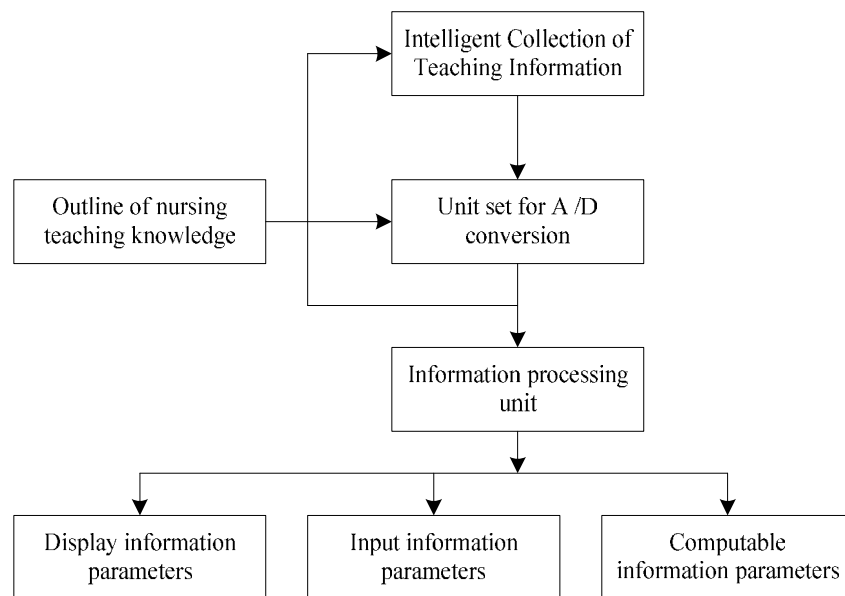 Intelligent Collection of
Teaching Information
Outline of nursing
teaching knowledge
Unit set for A /D
conversion
Information processing
unit
Display information
parameters
Input information
parameters
Computable
information parameters